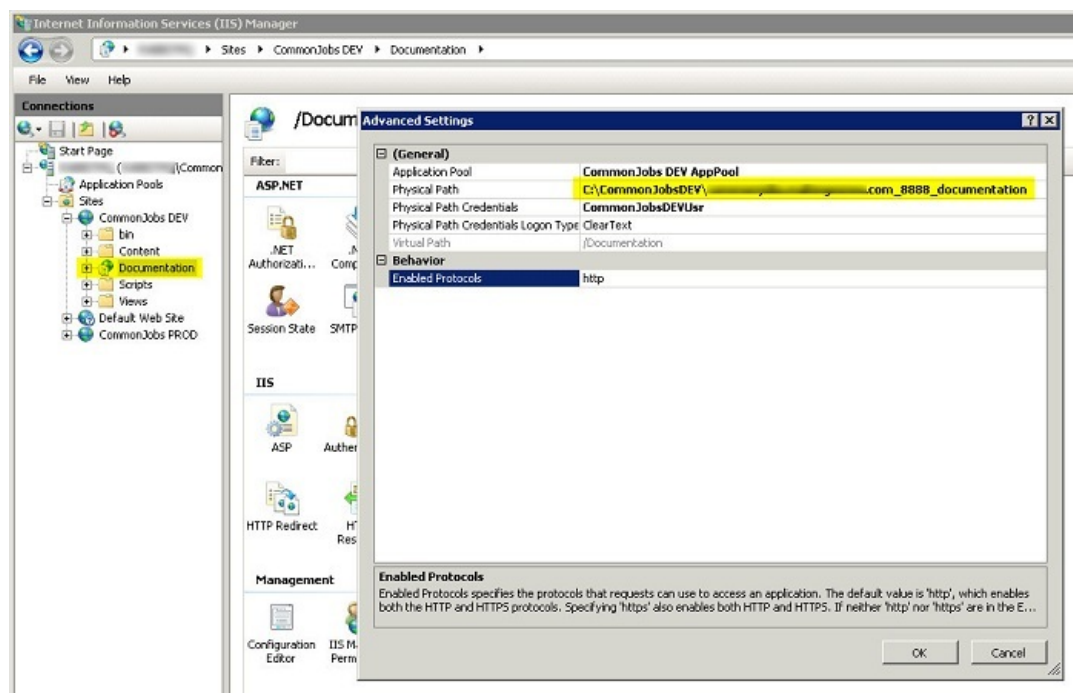 Internet Information Services (IIS) Manager
Sites CommonJobs DEV Documentation
File View Help
Connections
Start Page
( \Common
Application Pools
Sites
CommonJobs DEV
bin
Content
Documentation
Scripts
Views
Default Web Site
CommonJobs PROD
/Docum
Filter:
ASP.NET
.NET
Authorizati... Comp
Session State SMTP
IIS
ASP Auther
HTTP Redirect
Res
Management
Configuration IIS M
Editor Perm
Advanced Settings
(General)
Application Pool CommonJobs DEV AppPool
Physical Path C:\CommonJobsDEV\ .com_8888_documentation
Physical Path Credentials CommonJobsDEVUsr
Physical Path Credentials Logon Type ClearText
Virtual Path /Documentation
Behavior
Enabled Protocols http
Enabled Protocols
Enabled Protocols specifies the protocols that requests can use to access an application. The default value is 'http', which enables
both the HTTP and HTTPS protocols. Specifying 'https' also enables both HTTP and HTTPS. If neither 'http' nor 'https' are in the E...
OK Cancel